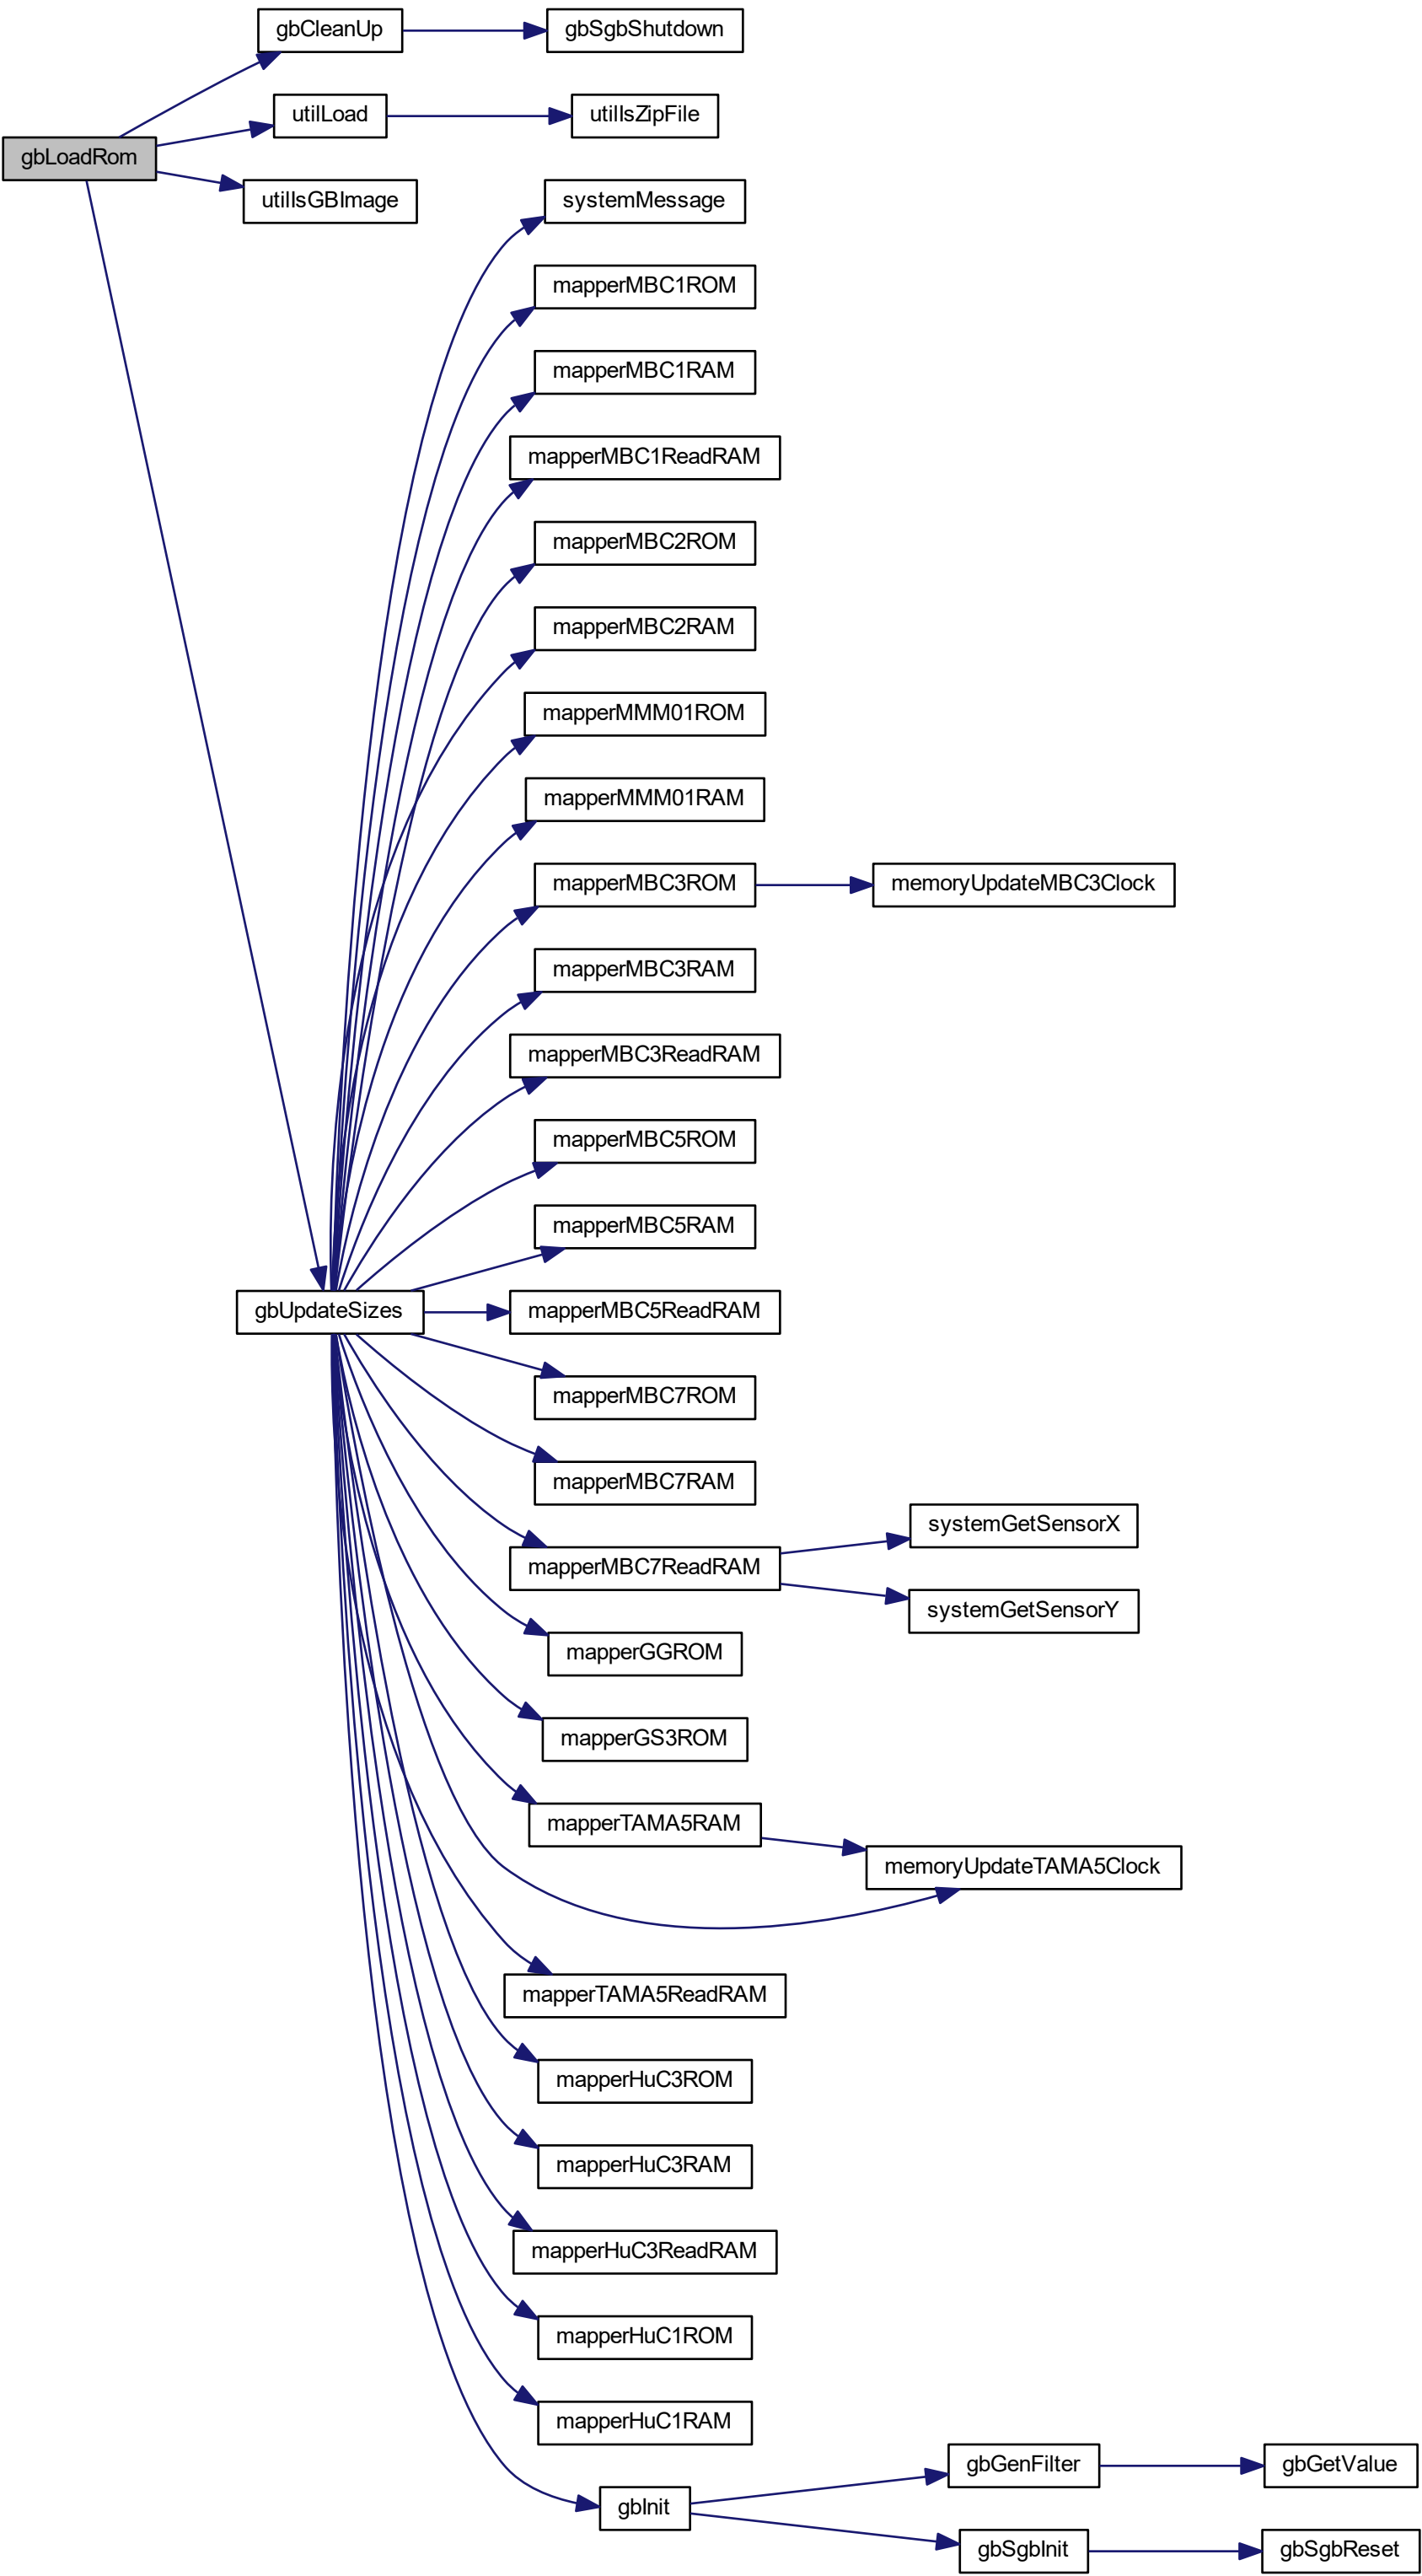 gbCleanUp
gbSgbShutdown
utilLoad
utilIsZipFile
gbLoadRom
utilIsGBImage
systemMessage
mapperMBC1ROM
mapperMBC1RAM
mapperMBC1ReadRAM
mapperMBC2ROM
mapperMBC2RAM
mapperMMM01ROM
mapperMMM01RAM
mapperMBC3ROM
memoryUpdateMBC3Clock
mapperMBC3RAM
mapperMBC3ReadRAM
mapperMBC5ROM
mapperMBC5RAM
gbUpdateSizes
mapperMBC5ReadRAM
mapperMBC7ROM
mapperMBC7RAM
systemGetSensorX
mapperMBC7ReadRAM
systemGetSensorY
mapperGGROM
mapperGS3ROM
mapperTAMA5RAM
memoryUpdateTAMA5Clock
mapperTAMA5ReadRAM
mapperHuC3ROM
mapperHuC3RAM
mapperHuC3ReadRAM
mapperHuC1ROM
mapperHuC1RAM
gbGenFilter
gbGetValue
gbInit
gbSgbInit
gbSgbReset